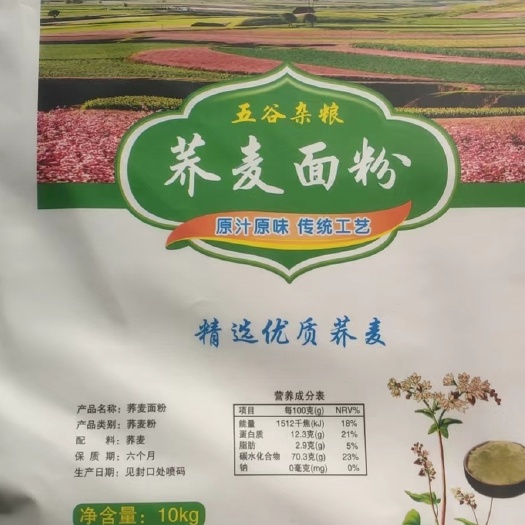 五谷杂粮
荞麦面粉
原汁原味 传统工艺
精选优质荞麦
产品名称：荞麦面粉
产品类别：荞麦粉
配　　料：荞麦
保 质 期：六个月
生产日期：见封口处喷码
营养成分表
项目 每100克(g) NRV%
能量 1512千焦(kJ) 18%
蛋白质 12.3克(g) 21%
脂肪 2.9克(g) 5%
碳水化合物 70.3克(g) 23%
钠 0毫克(mg) 0%
净含量：10kg